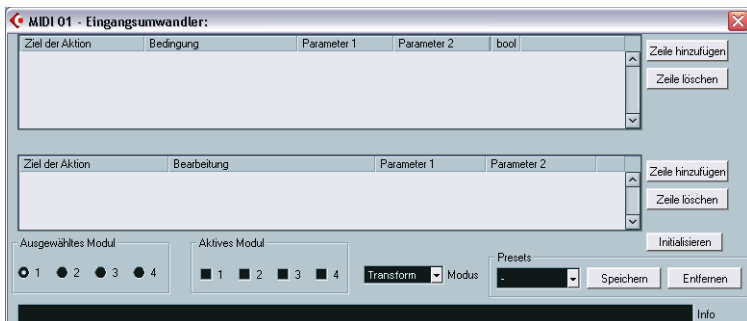 MIDI 01 - Eingangsumwandler:
Ziel der Aktion Bedingung Parameter 1 Parameter 2 bool
Zeile hinzufügen
Zeile löschen
Ziel der Aktion Bearbeitung Parameter 1 Parameter 2
Zeile hinzufügen
Zeile löschen
Initialisieren
Ausgewähltes Modul Aktives Modul Presets
1 2 3 4 1 2 3 4 Transform Modus - Speichern Entfernen
Info